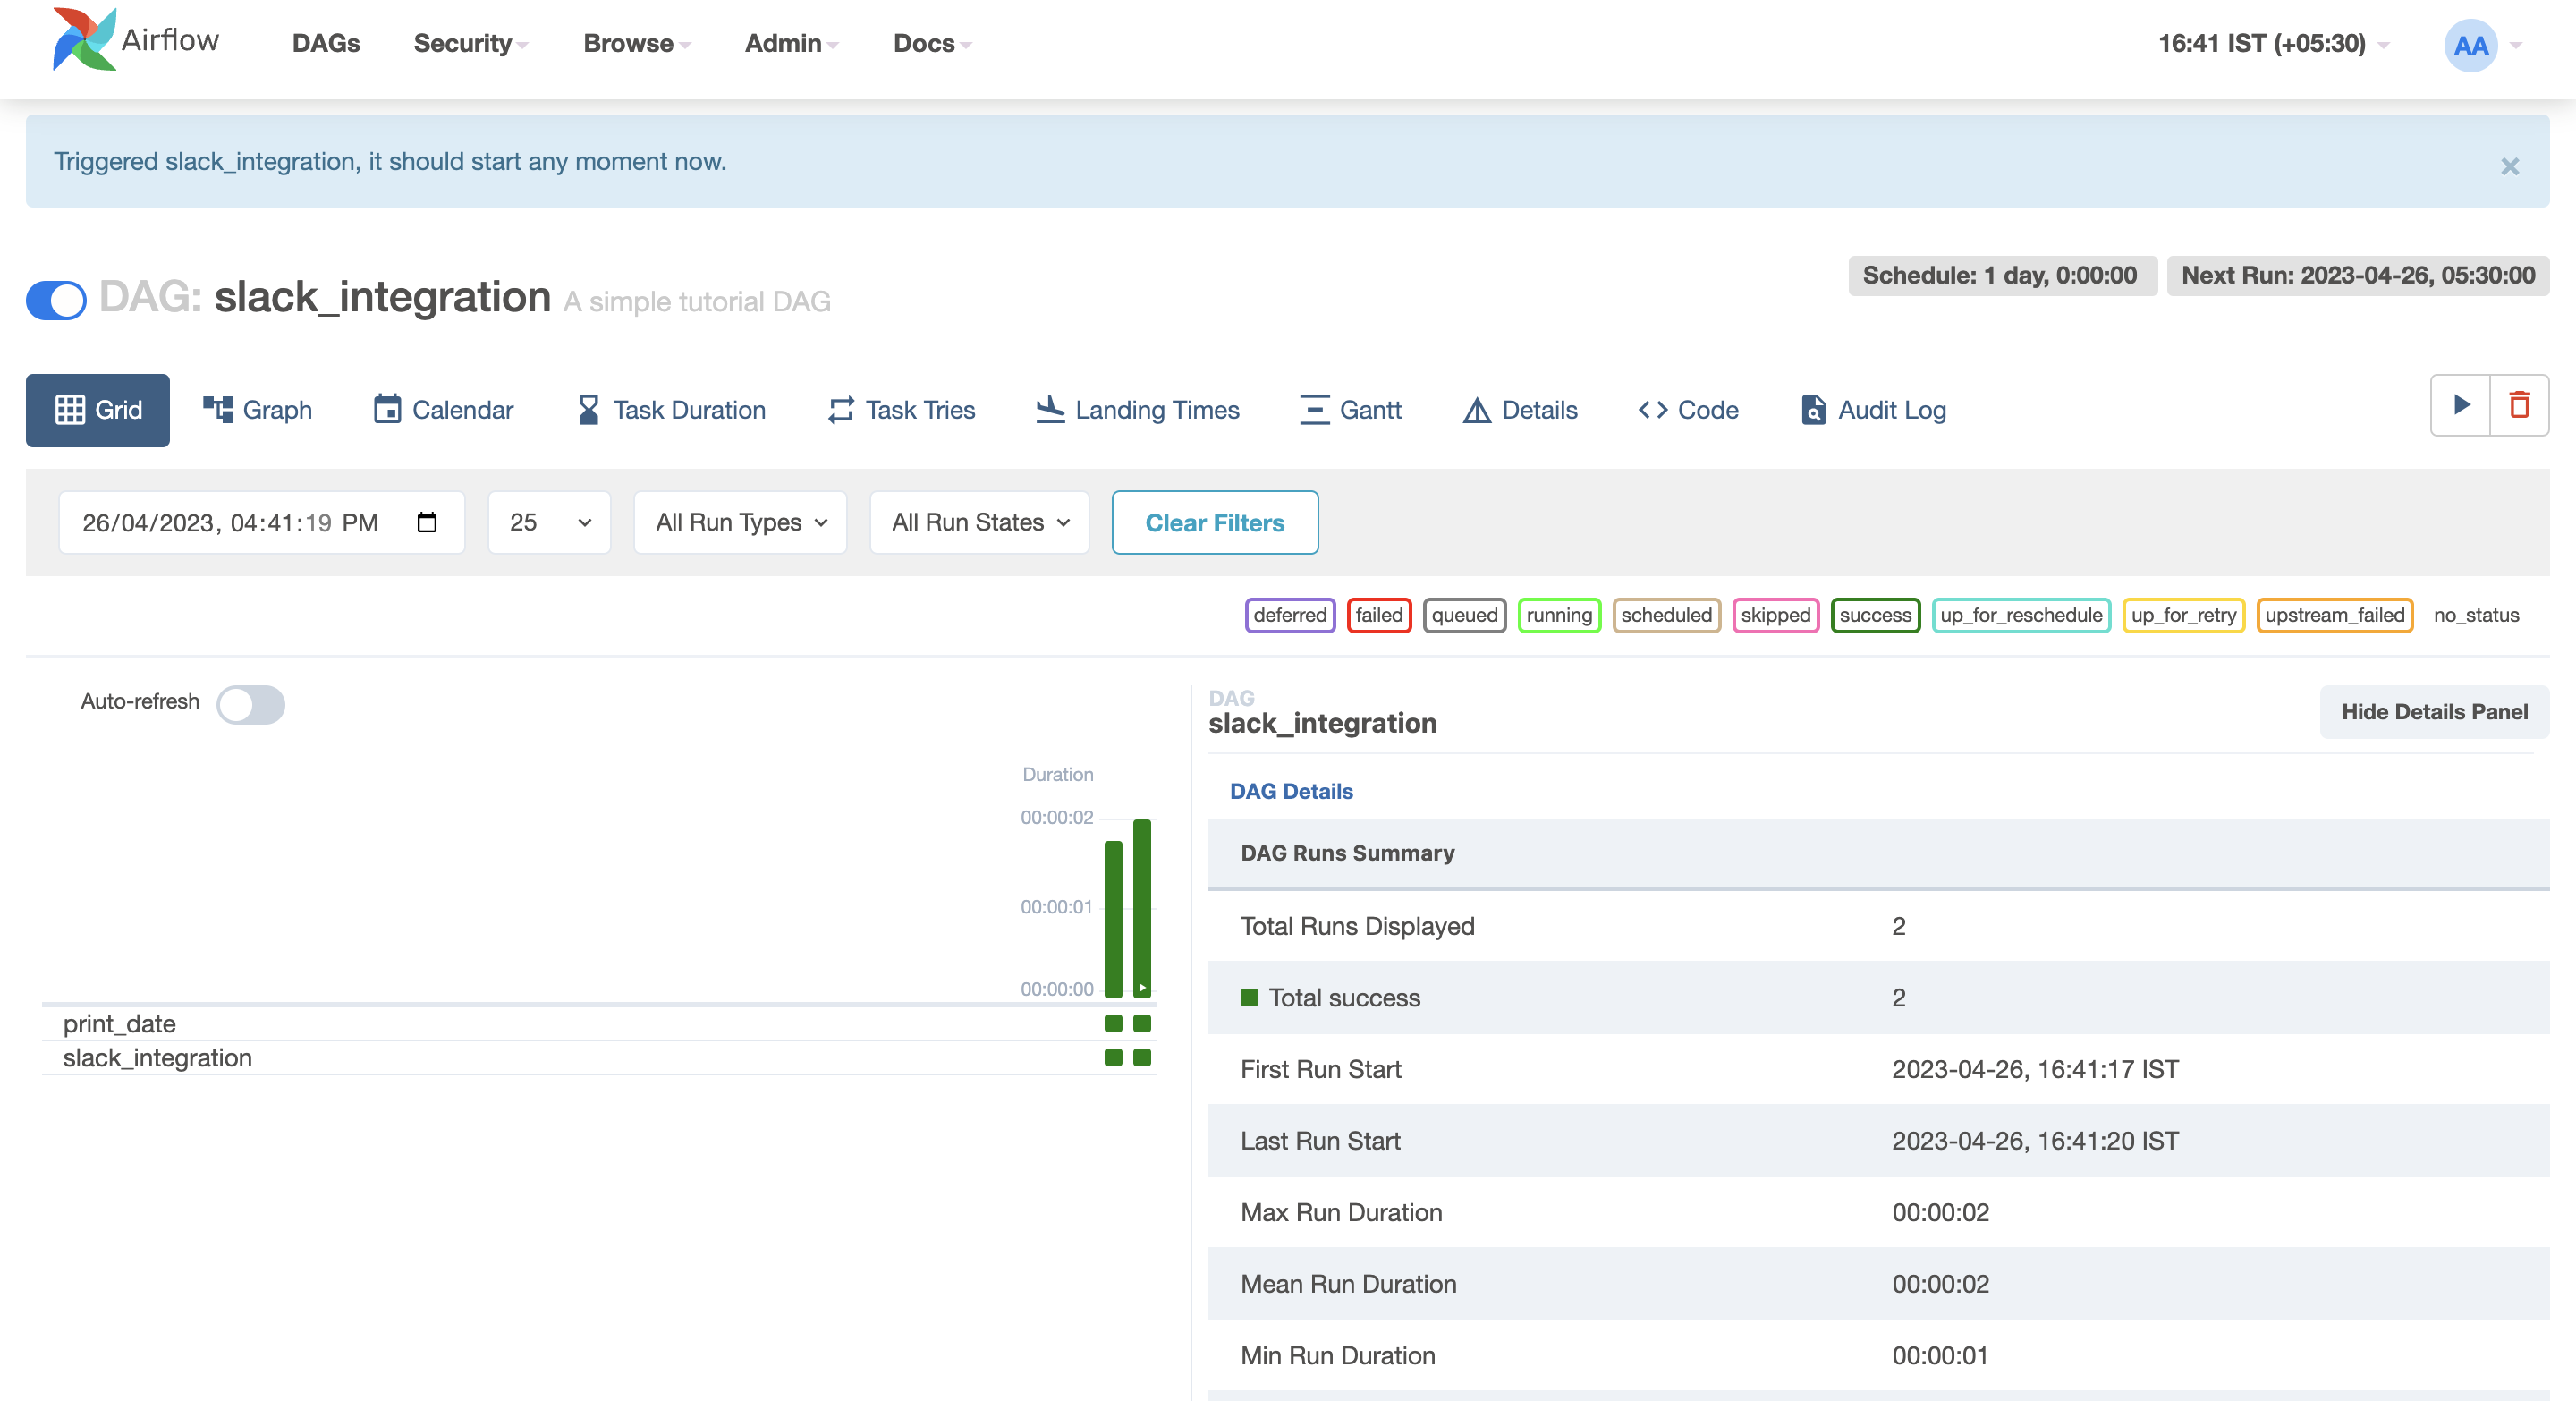 Airflow DAGs Security Browse Admin Docs 16:41 IST (+05:30) AA
Triggered slack_integration, it should start any moment now. ×
Schedule: 1 day, 0:00:00 Next Run: 2023-04-26, 05:30:00
DAG: slack_integration A simple tutorial DAG
Grid Graph Calendar Task Duration Task Tries Landing Times Gantt Details Code Audit Log
26/04/2023, 04:41:19 PM 25 All Run Types All Run States Clear Filters
deferred failed queued running scheduled skipped success up_for_reschedule up_for_retry upstream_failed no_status
Auto-refresh
Duration
00:00:02
00:00:01
00:00:00
print_date
slack_integration
DAG
slack_integration
Hide Details Panel
DAG Details
DAG Runs Summary
Total Runs Displayed 2
Total success 2
First Run Start 2023-04-26, 16:41:17 IST
Last Run Start 2023-04-26, 16:41:20 IST
Max Run Duration 00:00:02
Mean Run Duration 00:00:02
Min Run Duration 00:00:01